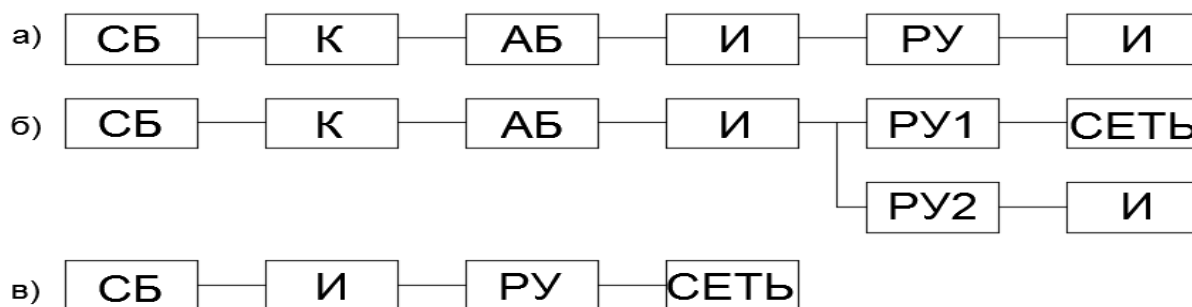 а) СБ К АБ И РУ И
б) СБ К АБ И РУ1 СЕТЬ
РУ2 И
в) СБ И РУ СЕТЬ